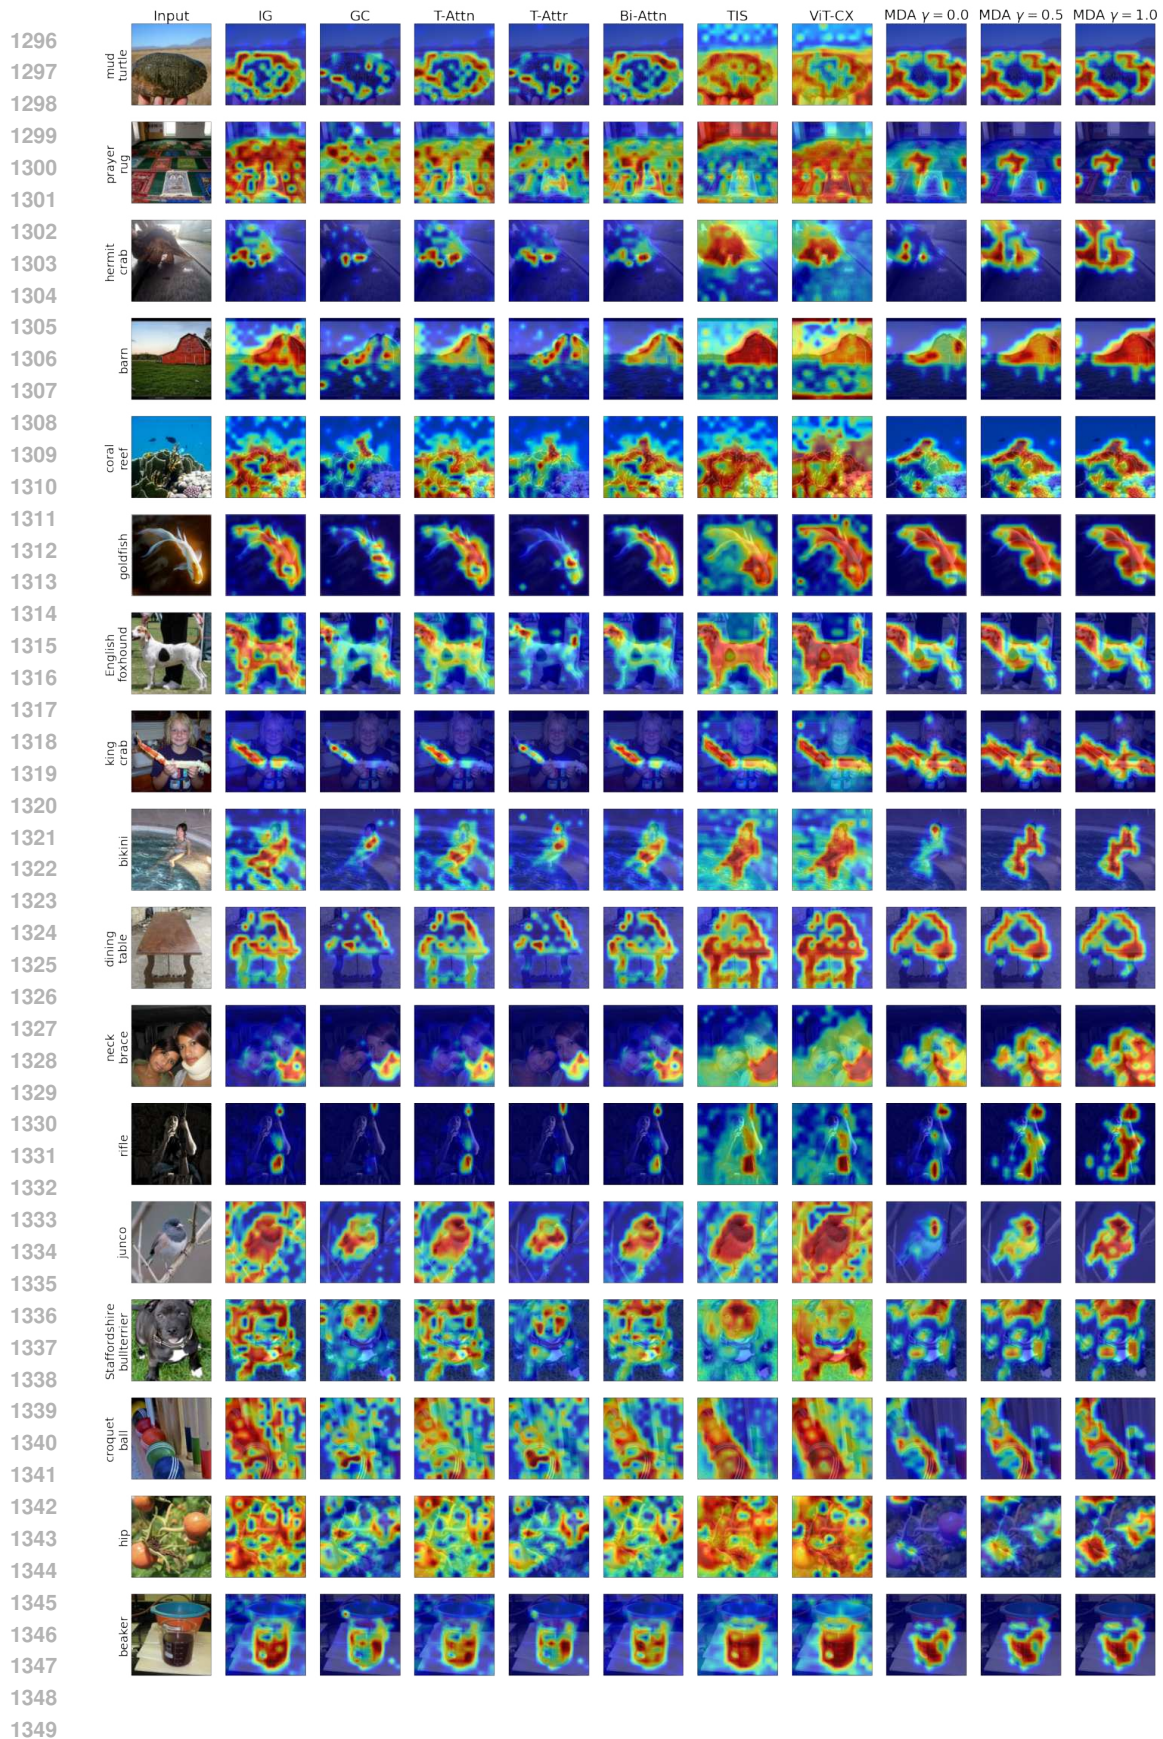 Input IG GC T-Attn T-Attr Bi-Attn TIS ViT-CX MDA γ = 0.0 MDA γ = 0.5 MDA γ = 1.0
1296
mud
1297
turtle
1298
1299
prayer
1300
rug
1301
1302
hermit
1303
crab
1304
1305
1306
barn
1307
1308
coral
1309
reef
1310
1311
1312
goldfish
1313
1314
English
1315
foxhound
1316
1317
king
1318
crab
1319
1320
1321
bikini
1322
1323
dining
1324
table
1325
1326
neck
1327
brace
1328
1329
1330
rifle
1331
1332
1333
junco
1334
1335
Staffordshire
1336
bullterrier
1337
1338
croquet
1339
ball
1340
1341
1342
hip
1343
1344
1345
beaker
1346
1347
1348
1349